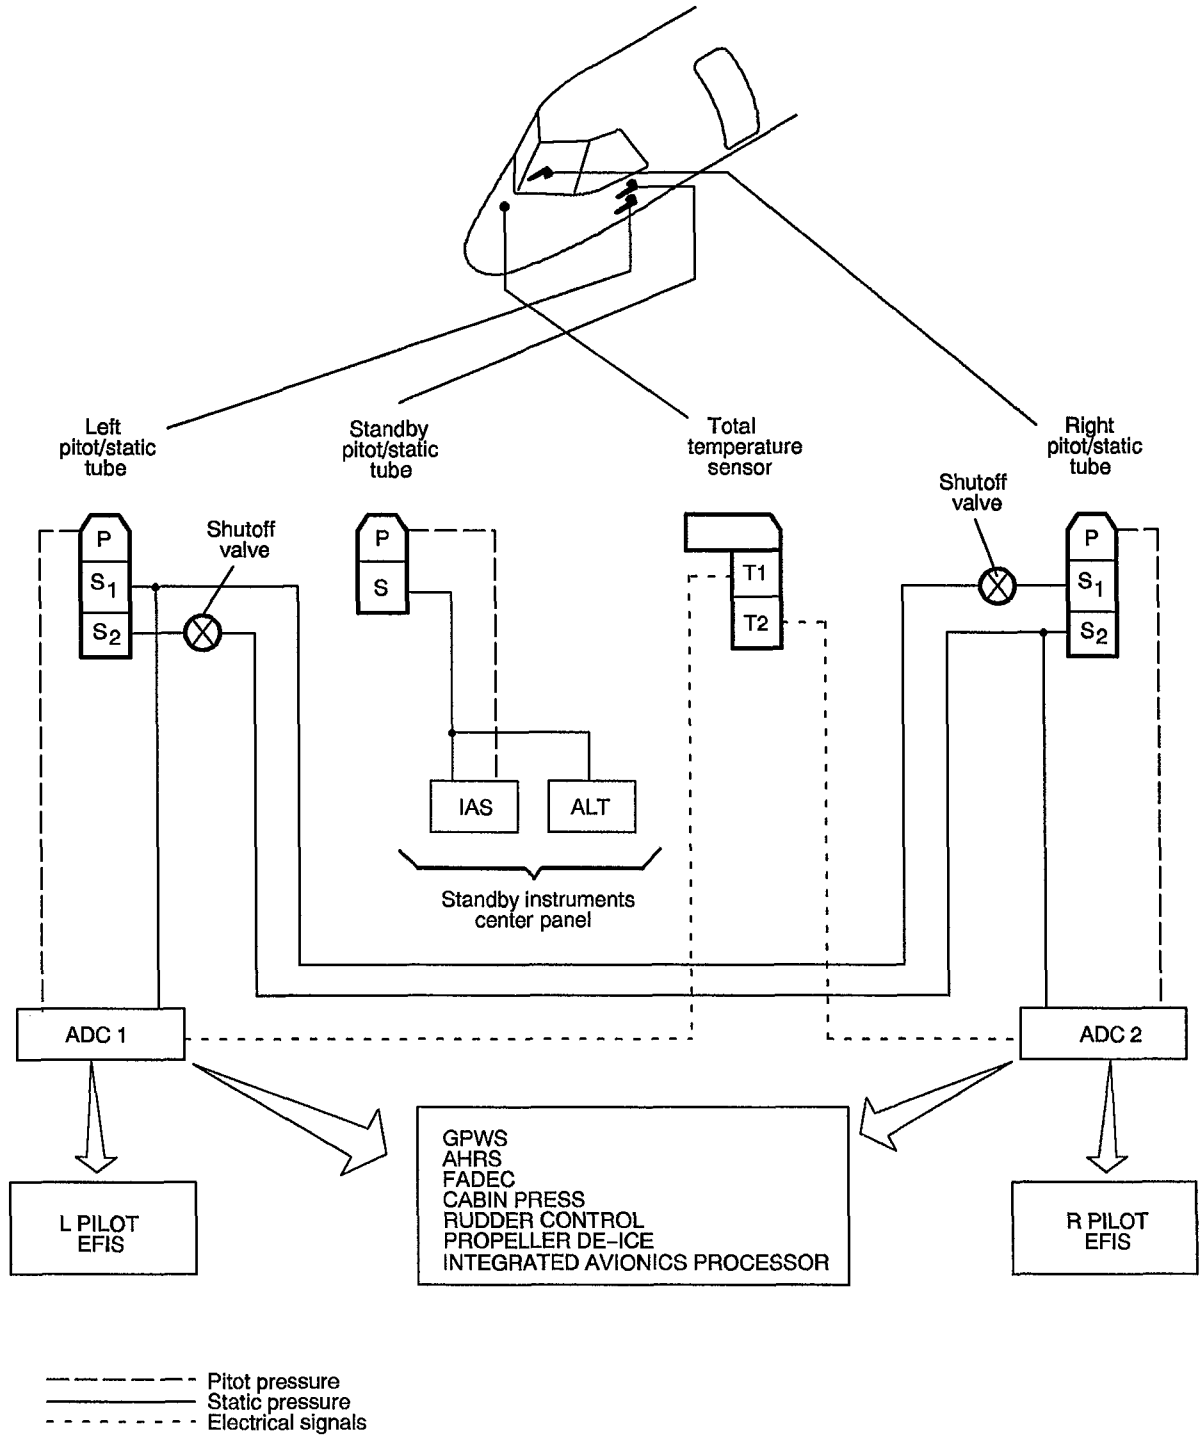 Left
pitot/static
tube
Standby
pitot/static
tube
Total
temperature
sensor
Right
pitot/static
tube
Shutoff
valve
Shutoff
valve
P
S1
S2
P
S
T1
T2
P
S1
S2
IAS
ALT
Standby instruments
center panel
ADC 1
ADC 2
GPWS
AHRS
FADEC
CABIN PRESS
RUDDER CONTROL
PROPELLER DE-ICE
INTEGRATED AVIONICS PROCESSOR
L PILOT
EFIS
R PILOT
EFIS
Pitot pressure
Static pressure
Electrical signals